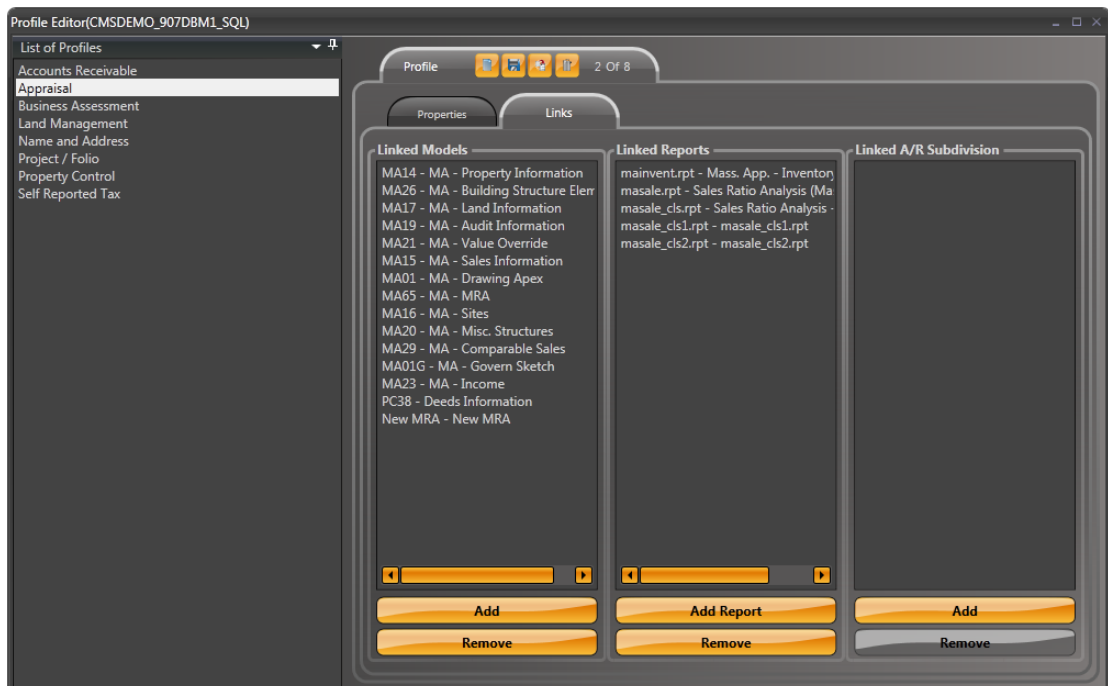 Profile Editor(CMSDEMO_907DBM1_SQL)
List of Profiles
Accounts Receivable
Appraisal
Business Assessment
Land Management
Name and Address
Project / Folio
Property Control
Self Reported Tax
Profile
2 Of 8
Properties
Links
Linked Models
MA14 - MA - Property Information
MA26 - MA - Building Structure Elem
MA17 - MA - Land Information
MA19 - MA - Audit Information
MA21 - MA - Value Override
MA15 - MA - Sales Information
MA01 - MA - Drawing Apex
MA65 - MA - MRA
MA16 - MA - Sites
MA20 - MA - Misc. Structures
MA29 - MA - Comparable Sales
MA01G - MA - Govern Sketch
MA23 - MA - Income
PC38 - Deeds Information
New MRA - New MRA
Add
Remove
Linked Reports
mainvent.rpt - Mass. App. - Inventory
masale.rpt - Sales Ratio Analysis (Ma
masale_cls.rpt - Sales Ratio Analysis -
masale_cls1.rpt - masale_cls1.rpt
masale_cls2.rpt - masale_cls2.rpt
Add Report
Remove
Linked A/R Subdivision
Add
Remove